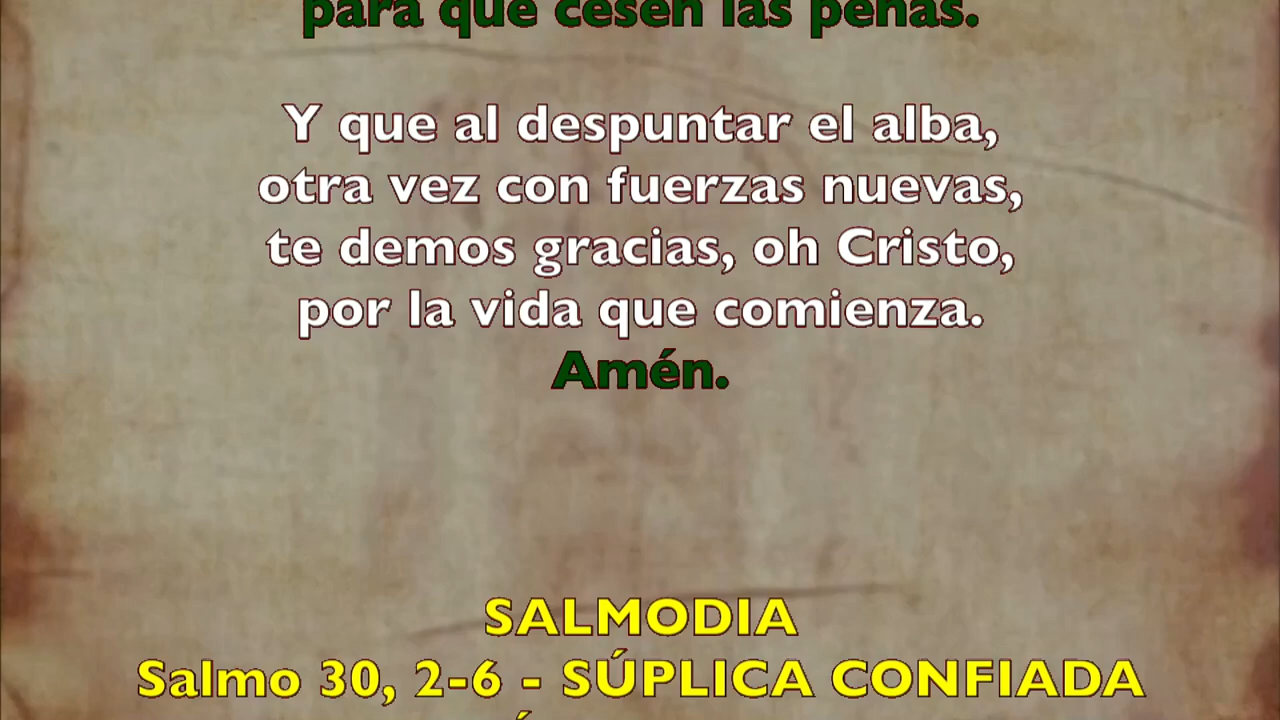 para que cesen las penas.
Y que al despuntar el alba,
otra vez con fuerzas nuevas,
te demos gracias, oh Cristo,
por la vida que comienza.
Amén.
SALMODIA
Salmo 30, 2-6 - SÚPLICA CONFIADA